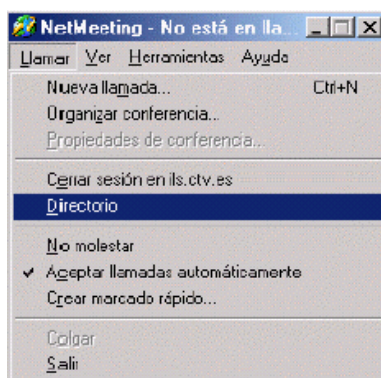 NetMeeting - No está en lla...
Llamar Ver Herramientas Ayuda
Nueva llamada... Ctrl+N
Organizar conferencia...
Propiedades de conferencia...
Cerrar sesión en ils.ctv.es
Directorio
No molestar
Aceptar llamadas automáticamente
Crear marcado rápido...
Colgar
Salir